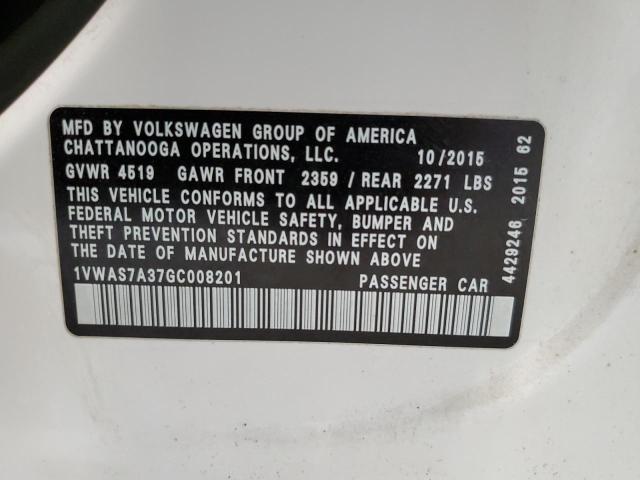 MFD BY VOLKSWAGEN GROUP OF AMERICA
CHATTANOOGA OPERATIONS, LLC. 10/2015
GVWR 4519 GAWR FRONT 2359 / REAR 2271 LBS
THIS VEHICLE CONFORMS TO ALL APPLICABLE U.S.
FEDERAL MOTOR VEHICLE SAFETY, BUMPER AND
THEFT PREVENTION STANDARDS IN EFFECT ON
THE DATE OF MANUFACTURE SHOWN ABOVE
1VWAS7A37GC008201 PASSENGER CAR
4429246 2015 62